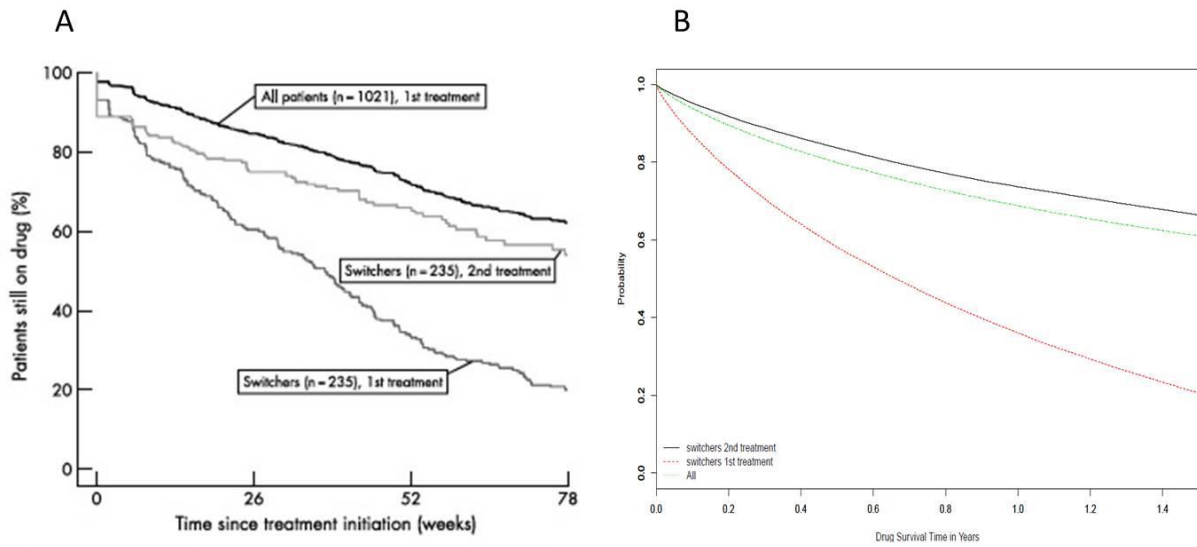 A
B
100
80
60
40
20
0
Patients still on drug (%)
All patients (n = 1021), 1st treatment
Switchers (n = 235), 2nd treatment
Switchers (n = 235), 1st treatment
0 26 52 78
Time since treatment initiation (weeks)
1.0
0.8
0.6
0.4
0.2
0.0
Probability
switchers 2nd treatment
switchers 1st treatment
All
0.0 0.2 0.4 0.6 0.8 1.0 1.2 1.4
Drug Survival Time in Years